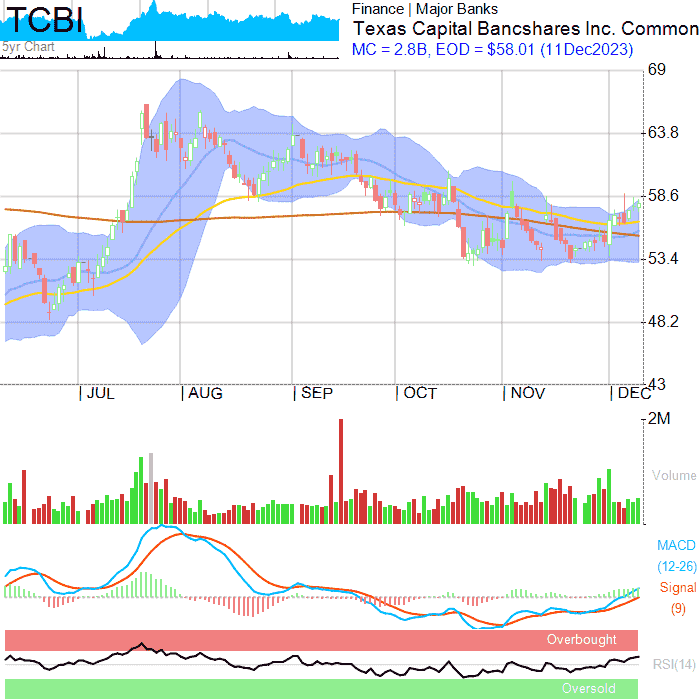 TCBI
5yr Chart
Finance | Major Banks
Texas Capital Bancshares Inc. Common
MC = 2.8B, EOD = $58.01 (11Dec2023)
69
63.8
58.6
53.4
48.2
43
JUL
AUG
SEP
OCT
NOV
DEC
2M
Volume
MACD
(12-26)
Signal
(9)
Overbought
RSI(14)
Oversold